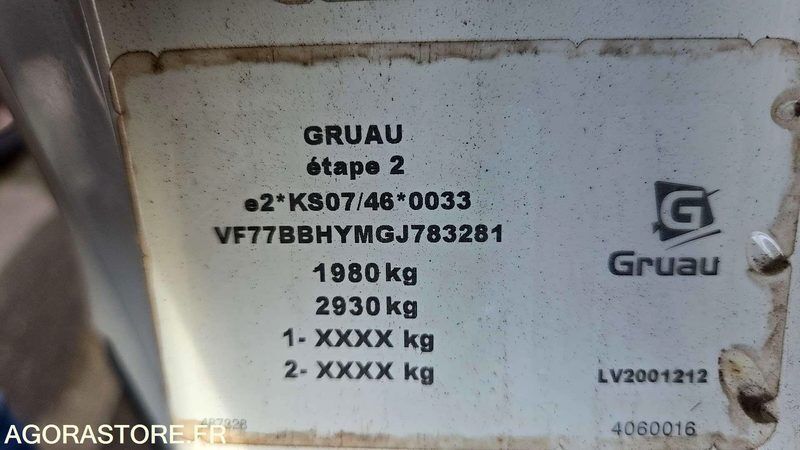 GRUAU
étape 2
e2*KS07/46*0033
VF77BBHYMGJ783281
1980 kg
2930 kg
1- XXXX kg
2- XXXX kg
G
Gruau
LV2001212
4060016
AGORASTORE.FR